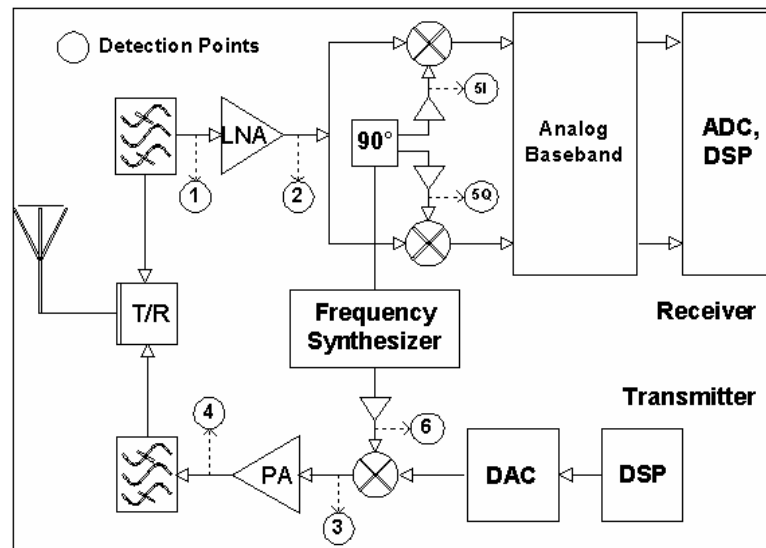 Detection Points
5I
LNA
90°
Analog
Baseband
ADC,
DSP
1
2
5Q
T/R
Frequency
Synthesizer
Receiver
Transmitter
4
6
PA
DAC
DSP
3